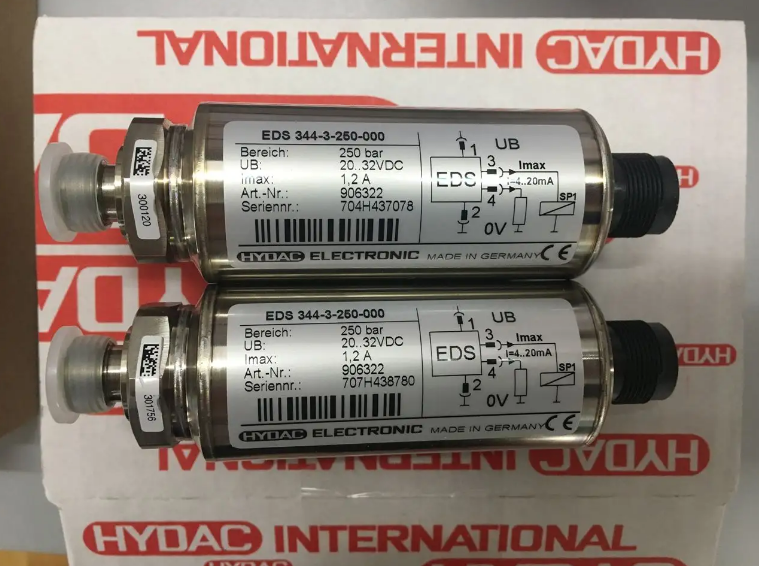 HYDAC INTERNATIONAL
EDS 344-3-250-000
Bereich: 250 bar
UB: 20..32VDC
Imax: 1,2 A
Art.-Nr.: 906322
Seriennr.: 704H437078
EDS
1
UB
3
Imax
I=4..20mA
4
SP1
2
0V
HYDAC ELECTRONIC MADE IN GERMANY CE
300120
EDS 344-3-250-000
Bereich: 250 bar
UB: 20..32VDC
Imax: 1,2 A
Art.-Nr.: 906322
Seriennr.: 707H438780
EDS
1
UB
3
Imax
I=4..20mA
4
SP1
2
0V
HYDAC ELECTRONIC MADE IN GERMANY CE
301756
HYDAC
HYDAC INTERNATIONAL
HYDAC INTERNATIONAL